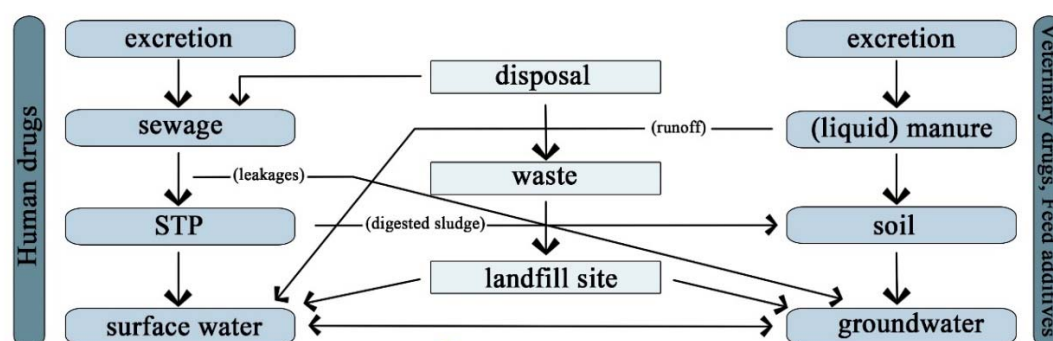 Human drugs
excretion
sewage
(leakages)
STP
(digested sludge)
surface water
disposal
waste
landfill site
excretion
(runoff)
(liquid) manure
soil
groundwater
Veterinary drugs, Feed additives